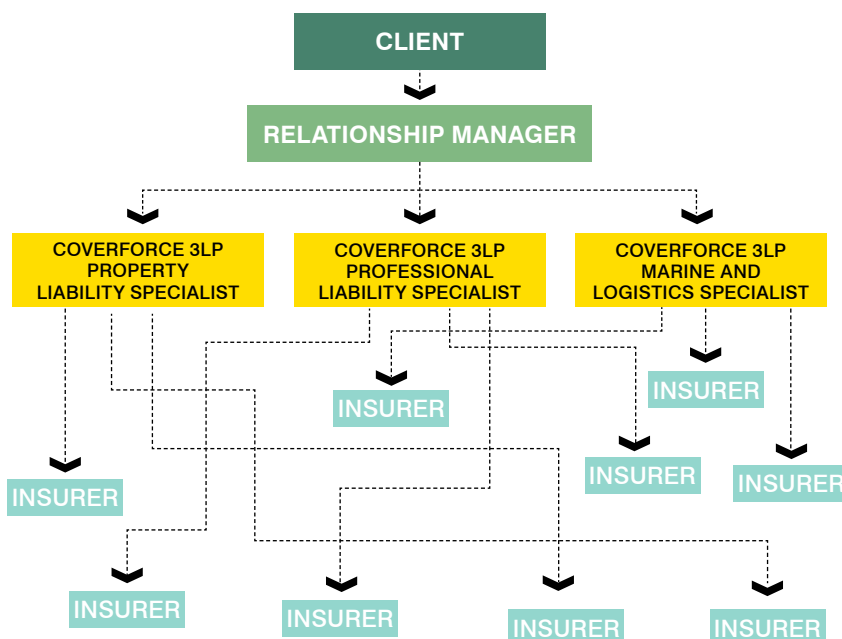 CLIENT
RELATIONSHIP MANAGER
COVERFORCE 3LP
PROPERTY
LIABILITY SPECIALIST
COVERFORCE 3LP
PROFESSIONAL
LIABILITY SPECIALIST
COVERFORCE 3LP
MARINE AND
LOGISTICS SPECIALIST
INSURER
INSURER
INSURER
INSURER
INSURER
INSURER
INSURER
INSURER
INSURER